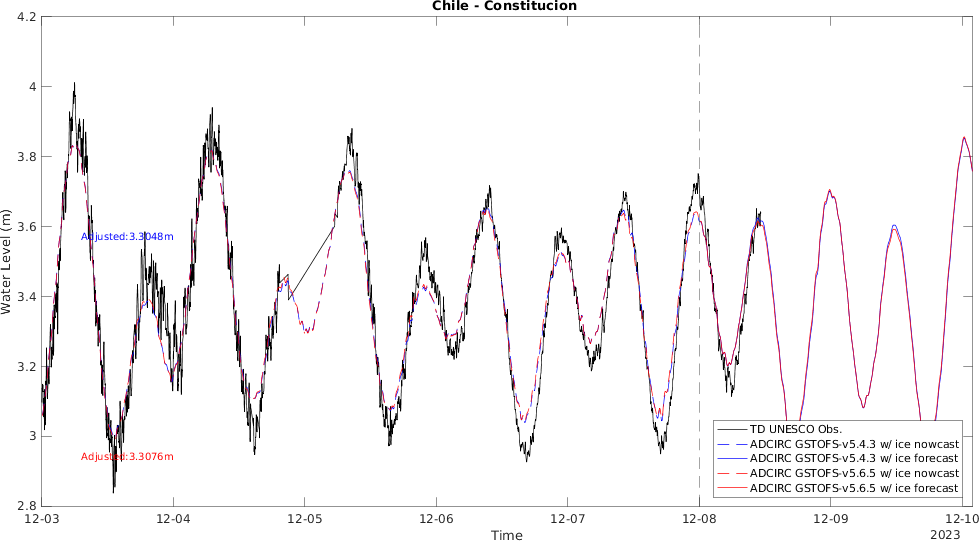 Chile - Constitucion
4.2
4
3.8
3.6
3.4
3.2
3
2.8
Water Level (m)
Adjusted:3.3048m
Adjusted:3.3076m
TD UNESCO Obs.
ADCIRC GSTOFS-v5.4.3 w/ ice nowcast
ADCIRC GSTOFS-v5.4.3 w/ ice forecast
ADCIRC GSTOFS-v5.6.5 w/ ice nowcast
ADCIRC GSTOFS-v5.6.5 w/ ice forecast
12-03 12-04 12-05 12-06 12-07 12-08 12-09 12-10
Time
2023